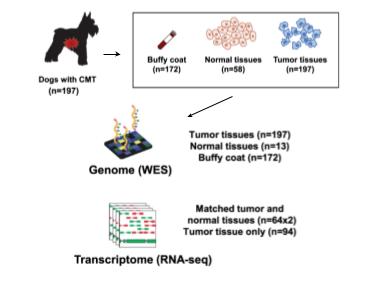 Dogs with CMT
(n=197)
Buffy coat
(n=172)
Normal tissues
(n=58)
Tumor tissues
(n=197)
Genome (WES)
Tumor tissues (n=197)
Normal tissues (n=13)
Buffy coat (n=172)
Transcriptome (RNA-seq)
Matched tumor and
normal tissues (n=64x2)
Tumor tissue only (n=94)